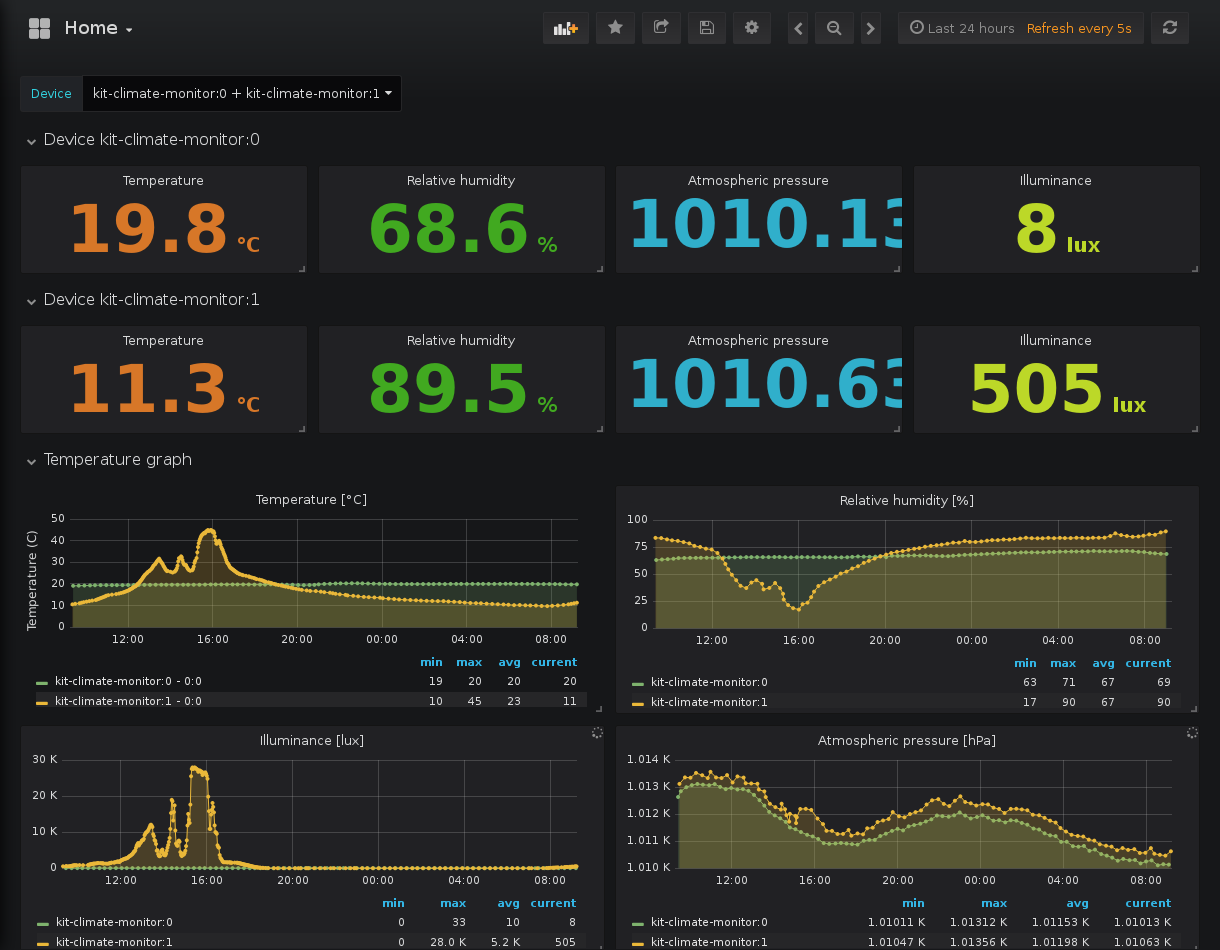 Home
Last 24 hours Refresh every 5s
Device kit-climate-monitor:0 + kit-climate-monitor:1
Device kit-climate-monitor:0
Temperature Relative humidity Atmospheric pressure Illuminance
19.8 °C 68.6 % 1010.13 8 lux
Device kit-climate-monitor:1
Temperature Relative humidity Atmospheric pressure Illuminance
11.3 °C 89.5 % 1010.63 505 lux
Temperature graph
Temperature [°C]
Temperature (C)
50
40
30
20
10
0
12:00 16:00 20:00 00:00 04:00 08:00
min max avg current
kit-climate-monitor:0 - 0:0 19 20 20 20
kit-climate-monitor:1 - 0:0 10 45 23 11
Relative humidity [%]
100
75
50
25
0
12:00 16:00 20:00 00:00 04:00 08:00
min max avg current
kit-climate-monitor:0 63 71 67 69
kit-climate-monitor:1 17 90 67 90
Illuminance [lux]
30 K
20 K
10 K
0
12:00 16:00 20:00 00:00 04:00 08:00
min max avg current
kit-climate-monitor:0 0 33 10 8
kit-climate-monitor:1 0 28.0 K 5.2 K 505
Atmospheric pressure [hPa]
1.014 K
1.013 K
1.012 K
1.011 K
1.010 K
12:00 16:00 20:00 00:00 04:00 08:00
min max avg current
kit-climate-monitor:0 1.01011 K 1.01312 K 1.01153 K 1.01013 K
kit-climate-monitor:1 1.01047 K 1.01356 K 1.01198 K 1.01063 K